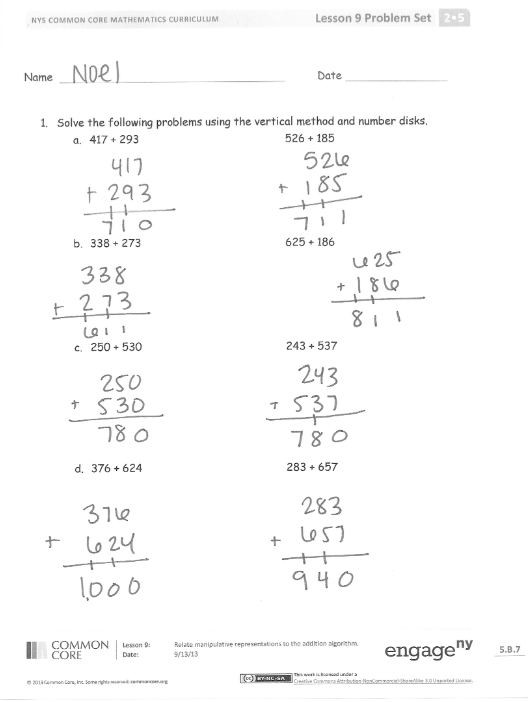 NYS COMMON CORE MATHEMATICS CURRICULUM Lesson 9 Problem Set 2•5
Name Noel Date
1. Solve the following problems using the vertical method and number disks.
a. 417 + 293 526 + 185
417 526
+ 293 + 185
710 711
b. 338 + 273 625 + 186
338 625
+ 273 + 186
611 811
c. 250 + 530 243 + 537
250 243
+ 530 + 537
780 780
d. 376 + 624 283 + 657
376 283
+ 624 + 657
1,000 940
COMMON CORE Lesson 9: Relate manipulative representations to the addition algorithm.
Date: 9/13/13
engageny 5.B.7
© 2013 Common Core, Inc. Some rights reserved. commoncore.org
(cc) BY-NC-SA This work is licensed under a
Creative Commons Attribution-NonCommercial-ShareAlike 3.0 Unported License.